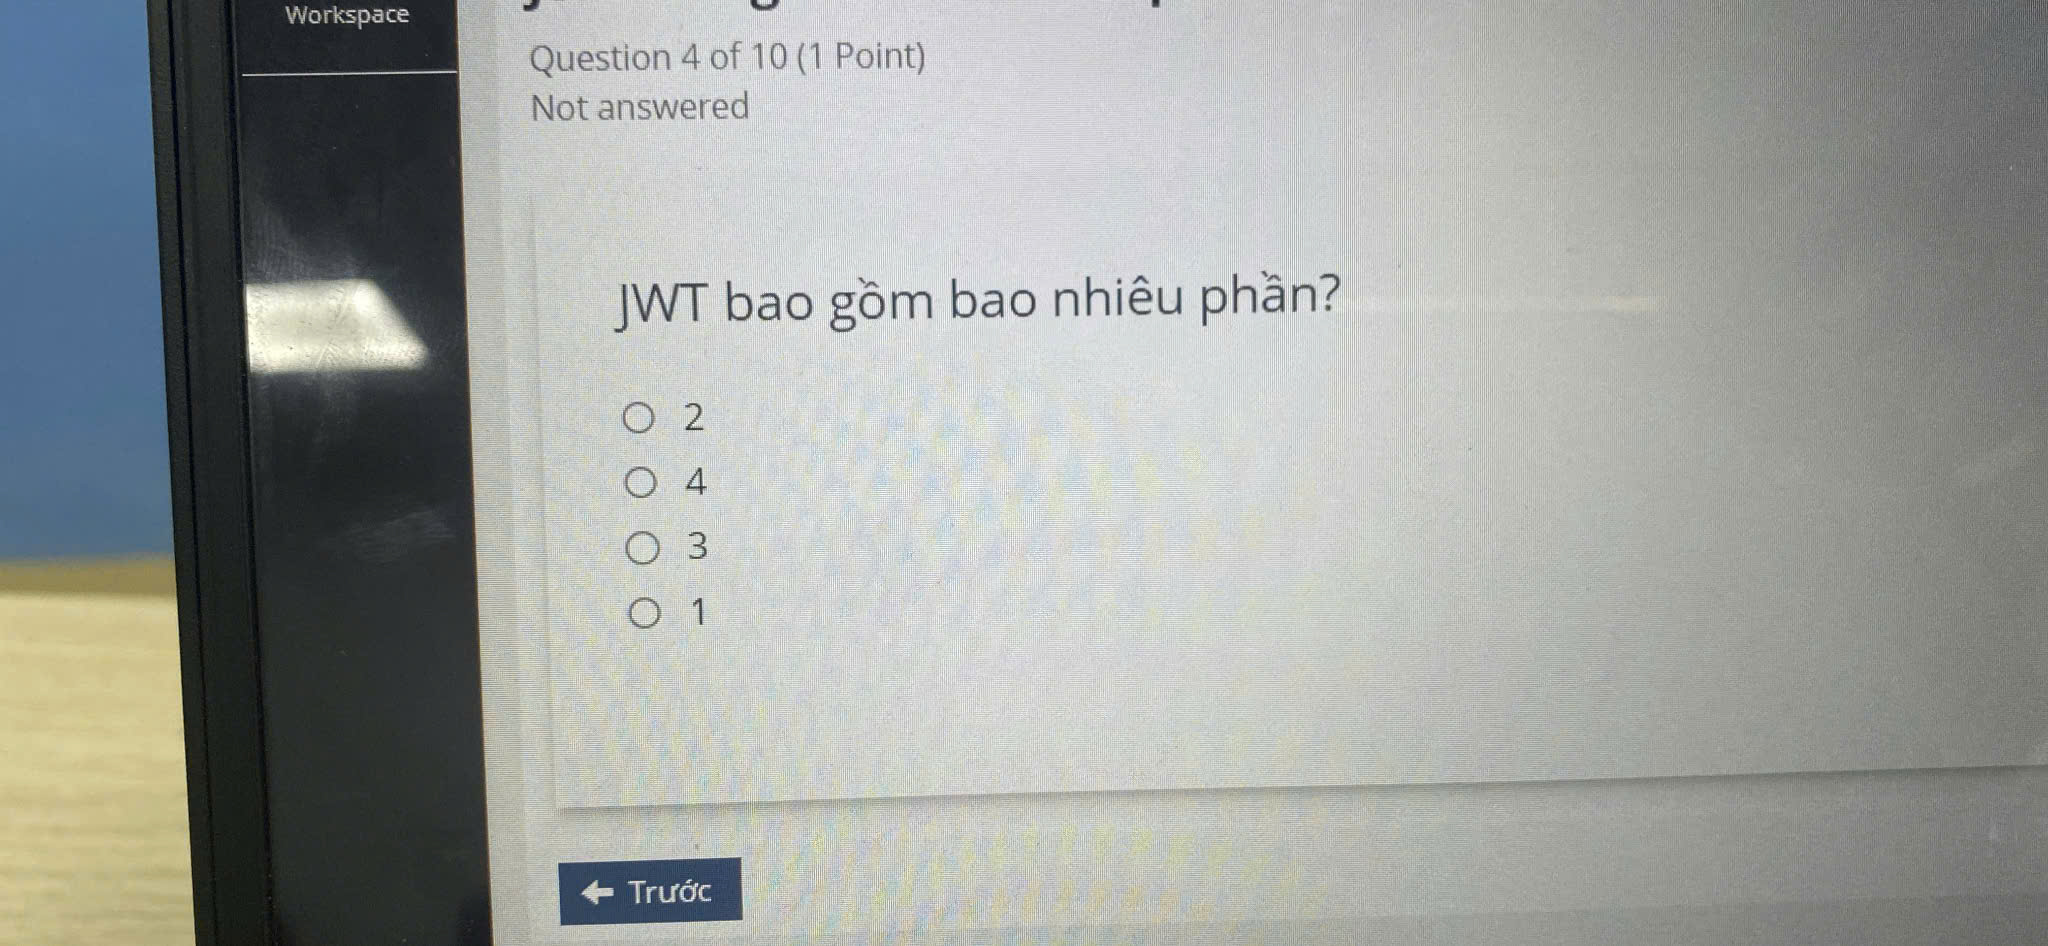 Workspace
Question 4 of 10 (1 Point)
Not answered
JWT bao gồm bao nhiêu phần?
2
4
3
1
← Trước